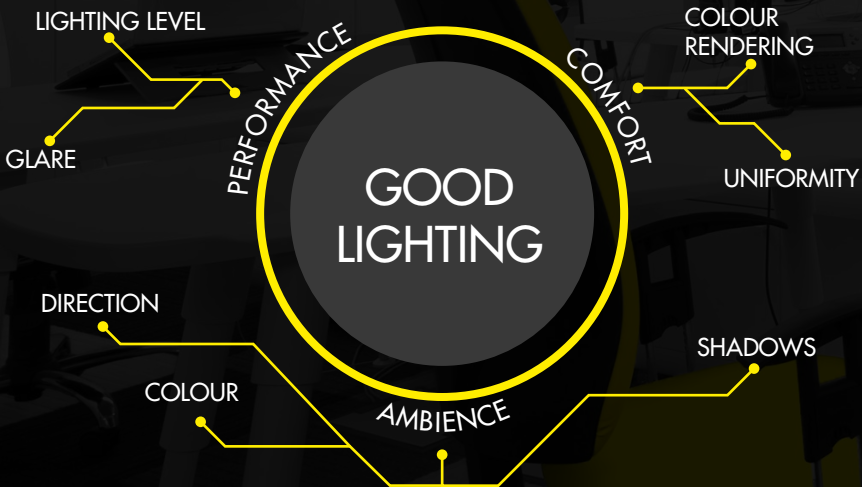 LIGHTING LEVEL
GLARE
PERFORMANCE
COMFORT
COLOUR
RENDERING
UNIFORMITY
GOOD
LIGHTING
DIRECTION
COLOUR
AMBIENCE
SHADOWS